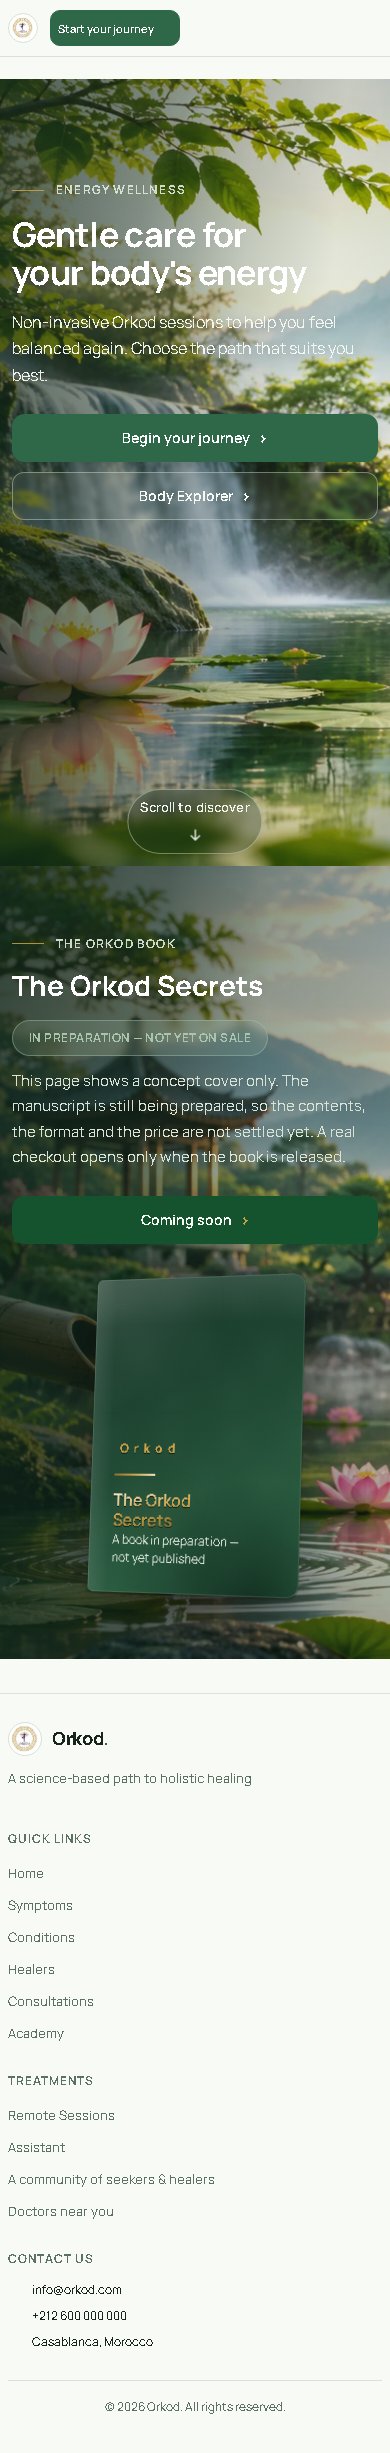 Start your journey
ENERGY WELLNESS
Gentle care for
your body's energy
Non-invasive Orkod sessions to help you feel
balanced again. Choose the path that suits you
best.
Begin your journey
Body Explorer
Scroll to discover
THE ORKOD BOOK
The Orkod Secrets
IN PREPARATION — NOT YET ON SALE
This page shows a concept cover only. The
manuscript is still being prepared, so the contents,
the format and the price are not settled yet. A real
checkout opens only when the book is released.
Coming soon
Orkod
The Orkod
Secrets
A book in preparation —
not yet published
Orkod.
A science-based path to holistic healing
QUICK LINKS
Home
Symptoms
Conditions
Healers
Consultations
Academy
TREATMENTS
Remote Sessions
Assistant
A community of seekers & healers
Doctors near you
CONTACT US
info@orkod.com
+212 600 000 000
Casablanca, Morocco
© 2026 Orkod. All rights reserved.